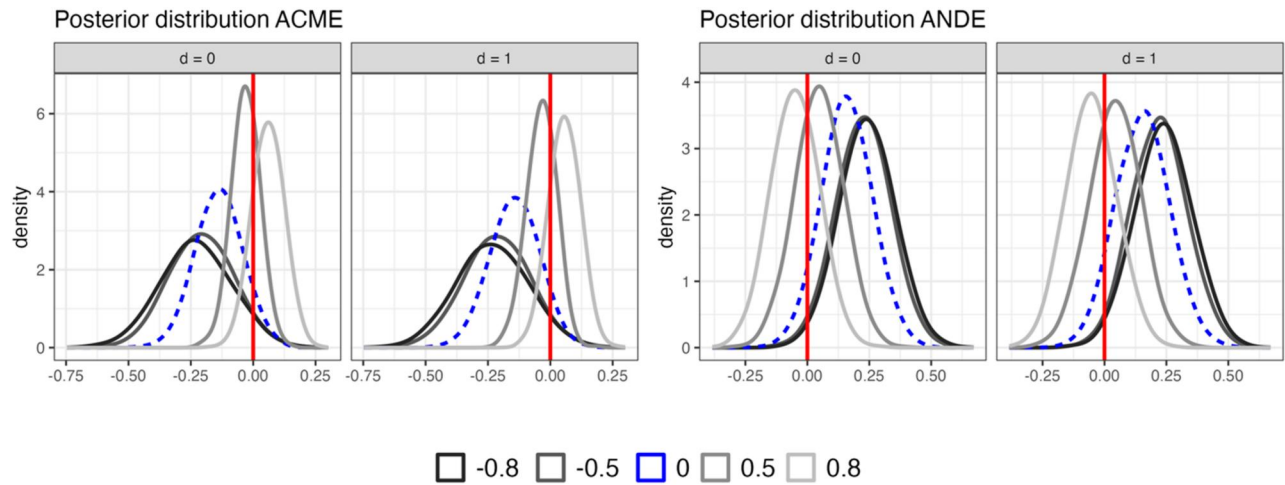 Posterior distribution ACME
Posterior distribution ANDE
d = 0
d = 1
d = 0
d = 1
density
6
4
2
0
density
4
3
2
1
0
-0.75 -0.50 -0.25 0.00 0.25
-0.75 -0.50 -0.25 0.00 0.25
-0.25 0.00 0.25 0.50
-0.25 0.00 0.25 0.50
-0.8 -0.5 0 0.5 0.8